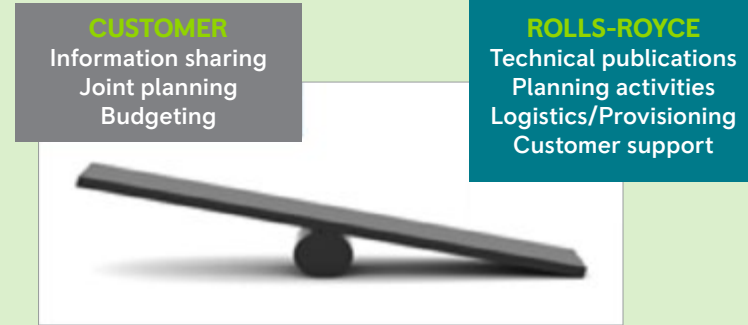 CUSTOMER
Information sharing
Joint planning
Budgeting
ROLLS-ROYCE
Technical publications
Planning activities
Logistics/Provisioning
Customer support